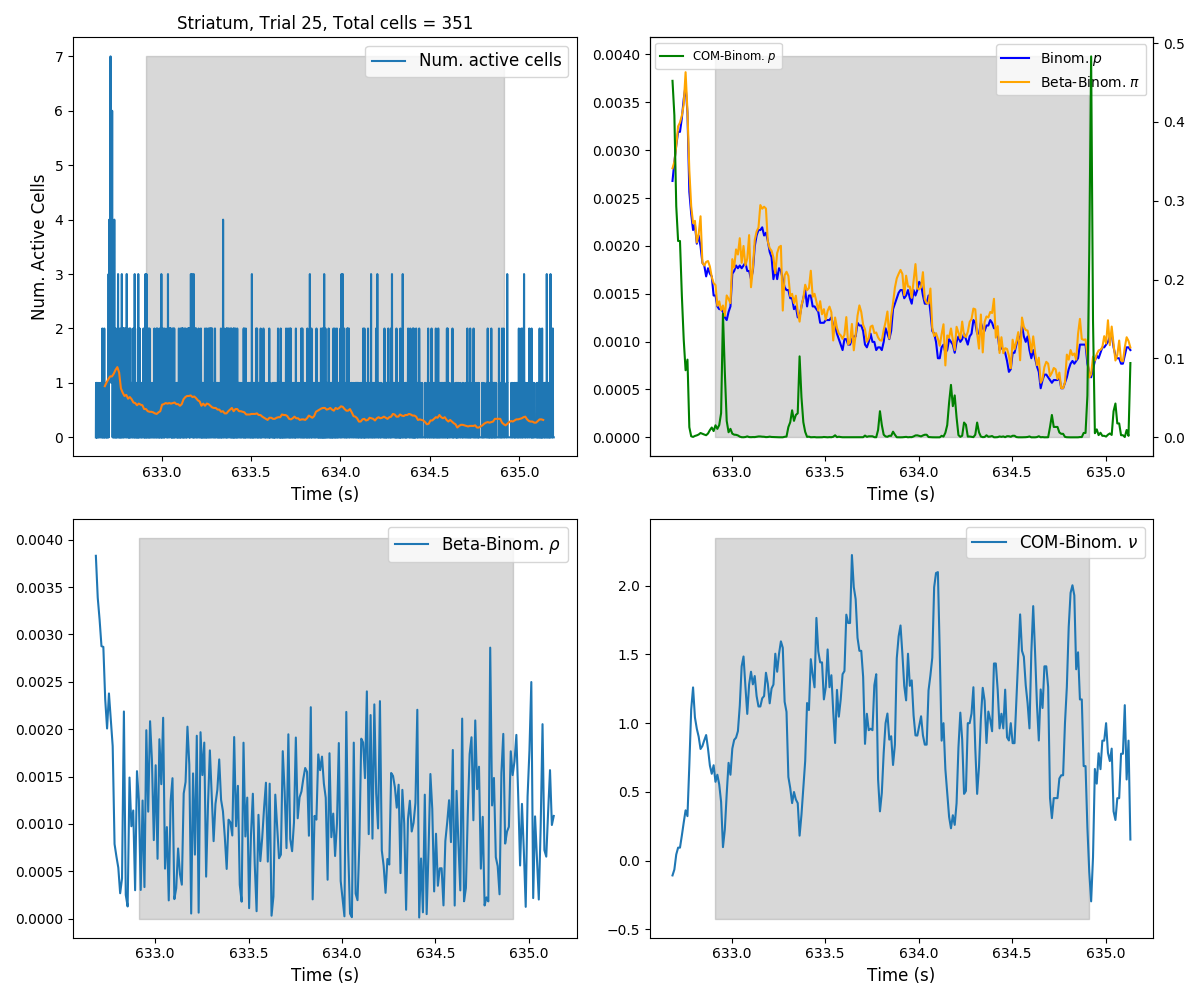 Striatum, Trial 25, Total cells = 351
Num. active cells
Num. Active Cells
7
6
5
4
3
2
1
0
633.0 633.5 634.0 634.5 635.0
Time (s)
COM-Binom. p
Binom. p
Beta-Binom. π
0.0040
0.0035
0.0030
0.0025
0.0020
0.0015
0.0010
0.0005
0.0000
0.5
0.4
0.3
0.2
0.1
0.0
633.0 633.5 634.0 634.5 635.0
Time (s)
Beta-Binom. ρ
0.0040
0.0035
0.0030
0.0025
0.0020
0.0015
0.0010
0.0005
0.0000
633.0 633.5 634.0 634.5 635.0
Time (s)
COM-Binom. ν
2.0
1.5
1.0
0.5
0.0
−0.5
633.0 633.5 634.0 634.5 635.0
Time (s)